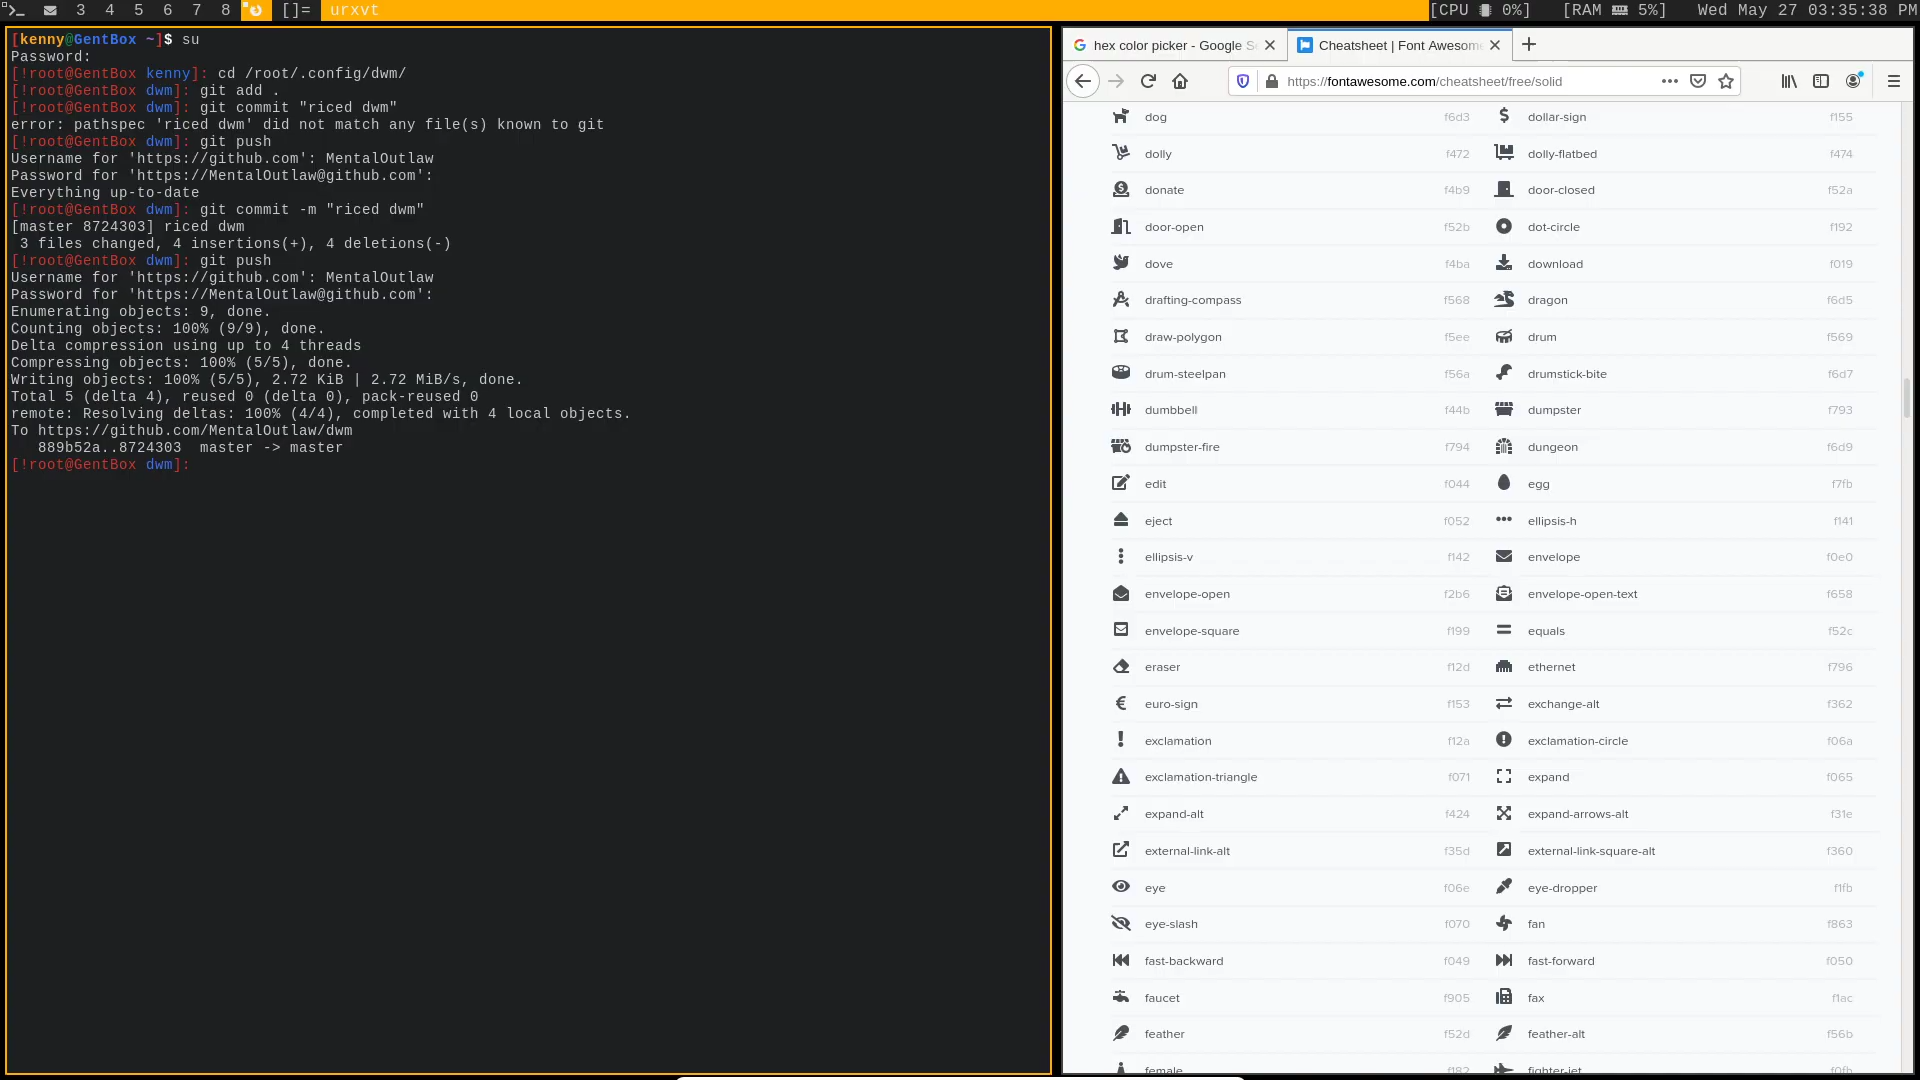 3 4 5 6 7 8 []= urxvt [CPU 0%] [RAM 5%] Wed May 27 03:35:38 PM
[kenny@GentBox ~]$ su
Password:
[!root@GentBox kenny]: cd /root/.config/dwm/
[!root@GentBox dwm]: git add .
[!root@GentBox dwm]: git commit "riced dwm"
error: pathspec 'riced dwm' did not match any file(s) known to git
[!root@GentBox dwm]: git push
Username for 'https://github.com': MentalOutlaw
Password for 'https://MentalOutlaw@github.com':
Everything up-to-date
[!root@GentBox dwm]: git commit -m "riced dwm"
[master 8724303] riced dwm
 3 files changed, 4 insertions(+), 4 deletions(-)
[!root@GentBox dwm]: git push
Username for 'https://github.com': MentalOutlaw
Password for 'https://MentalOutlaw@github.com':
Enumerating objects: 9, done.
Counting objects: 100% (9/9), done.
Delta compression using up to 4 threads
Compressing objects: 100% (5/5), done.
Writing objects: 100% (5/5), 2.72 KiB | 2.72 MiB/s, done.
Total 5 (delta 4), reused 0 (delta 0), pack-reused 0
remote: Resolving deltas: 100% (4/4), completed with 4 local objects.
To https://github.com/MentalOutlaw/dwm
   889b52a..8724303  master -> master
[!root@GentBox dwm]:
hex color picker - Google S Cheatsheet | Font Awesom
https://fontawesome.com/cheatsheet/free/solid
dog f6d3 dollar-sign f155
dolly f472 dolly-flatbed f474
donate f4b9 door-closed f52a
door-open f52b dot-circle f192
dove f4ba download f019
drafting-compass f568 dragon f6d5
draw-polygon f5ee drum f569
drum-steelpan f56a drumstick-bite f6d7
dumbbell f44b dumpster f793
dumpster-fire f794 dungeon f6d9
edit f044 egg f7fb
eject f052 ellipsis-h f141
ellipsis-v f142 envelope f0e0
envelope-open f2b6 envelope-open-text f658
envelope-square f199 equals f52c
eraser f12d ethernet f796
euro-sign f153 exchange-alt f362
exclamation f12a exclamation-circle f06a
exclamation-triangle f071 expand f065
expand-alt f424 expand-arrows-alt f31e
external-link-alt f35d external-link-square-alt f360
eye f06e eye-dropper f1fb
eye-slash f070 fan f863
fast-backward f049 fast-forward f050
faucet f905 fax f1ac
feather f52d feather-alt f56b
female f182 fighter-jet f0fb